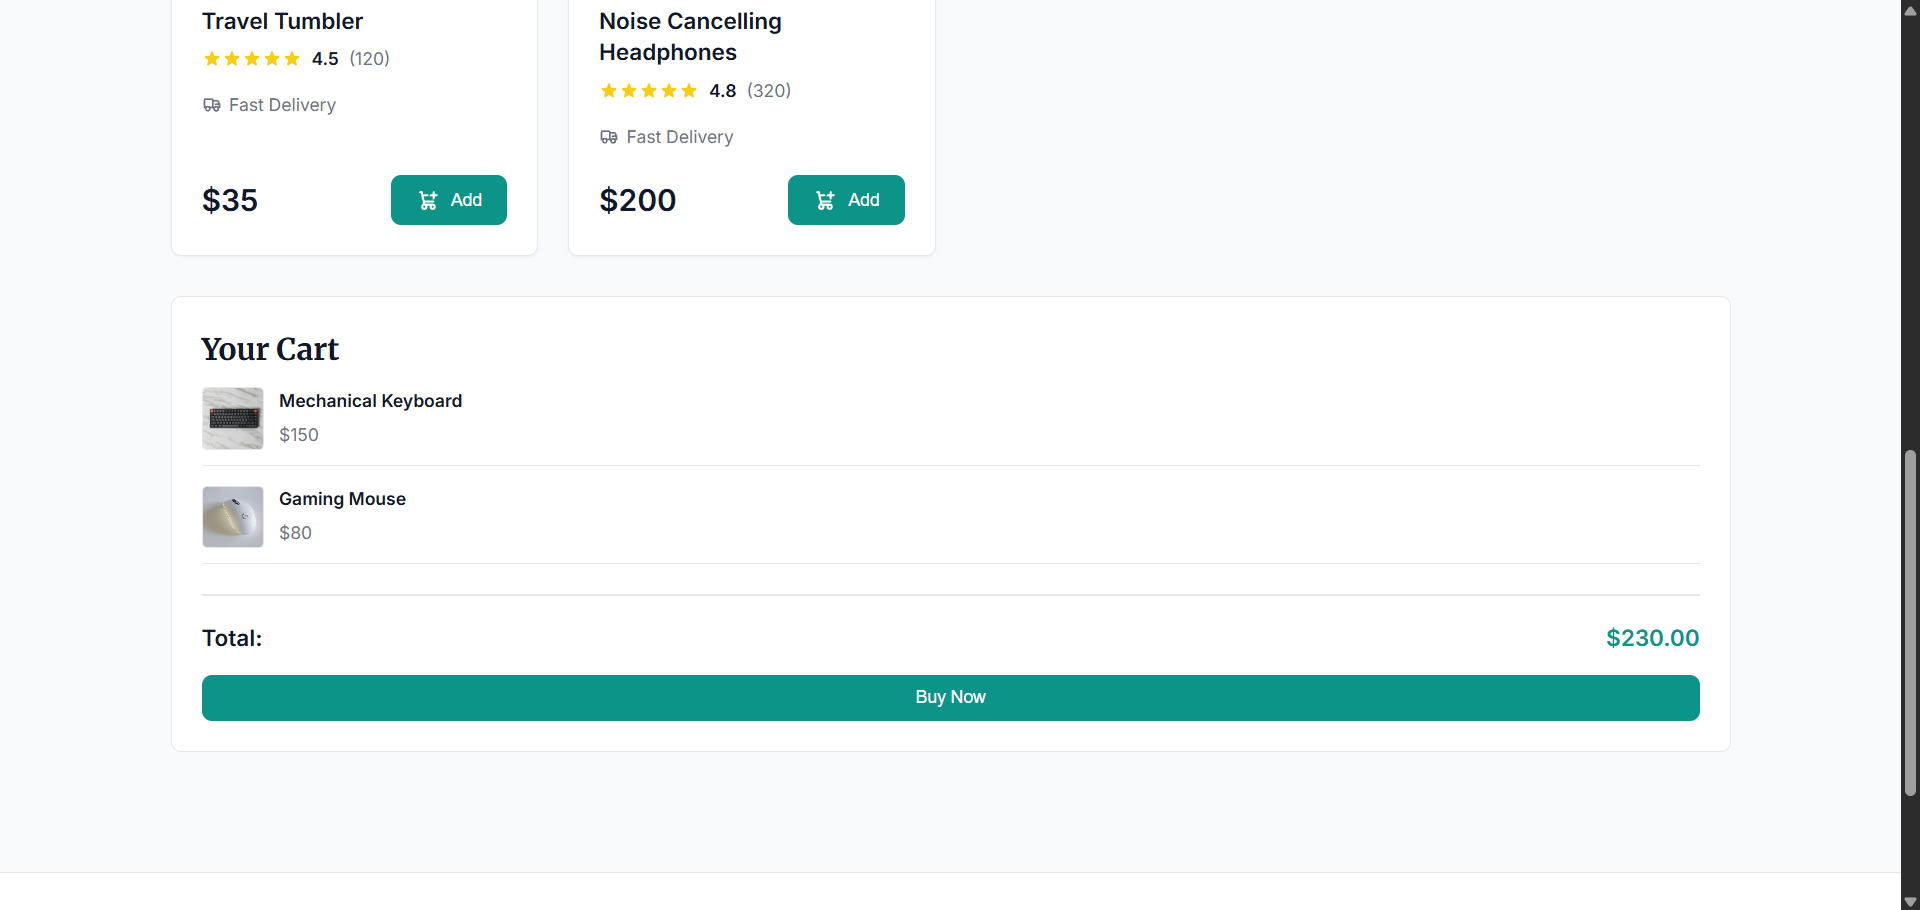 Travel Tumbler
4.5 (120)
Fast Delivery
$35
Add
Noise Cancelling
Headphones
4.8 (320)
Fast Delivery
$200
Add
Your Cart
Mechanical Keyboard
$150
Gaming Mouse
$80
Total:
$230.00
Buy Now